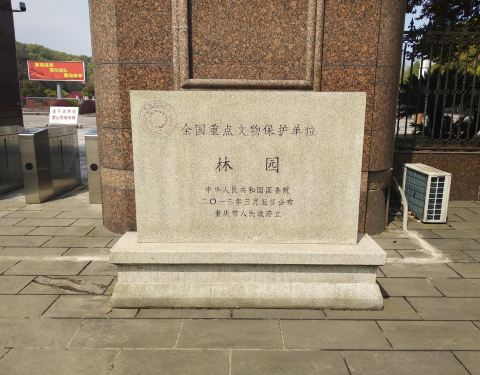 全国重点文物保护单位
林园
中华人民共和国国务院
二〇一三年三月五日公布
重庆市人民政府立